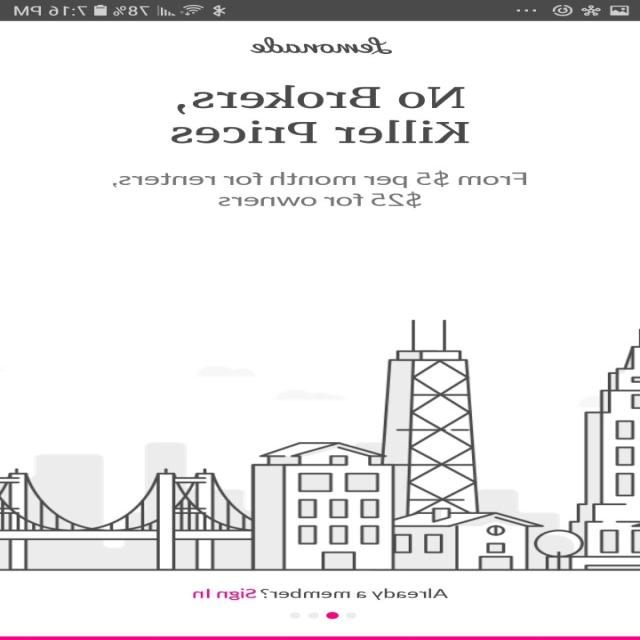 78% 7:16 PM
Lemonade
No Brokers,
Killer Prices
From $5 per month for renters,
$25 for owners
Already a member? Sign In